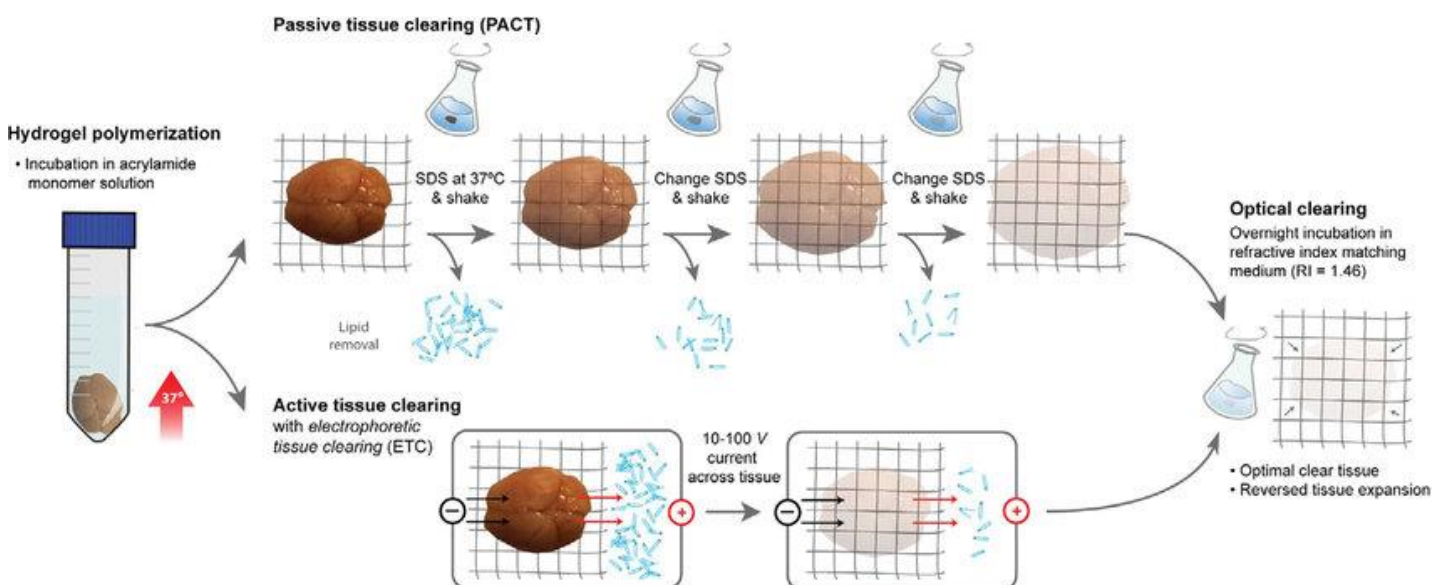 Passive tissue clearing (PACT)
Hydrogel polymerization
• Incubation in acrylamide
monomer solution
37º
SDS at 37ºC
& shake
Change SDS
& shake
Change SDS
& shake
Lipid
removal
Optical clearing
Overnight incubation in
refractive index matching
medium (RI = 1.46)
• Optimal clear tissue
• Reversed tissue expansion
Active tissue clearing
with electrophoretic
tissue clearing (ETC)
−
+
10-100 V
current
across tissue
−
+